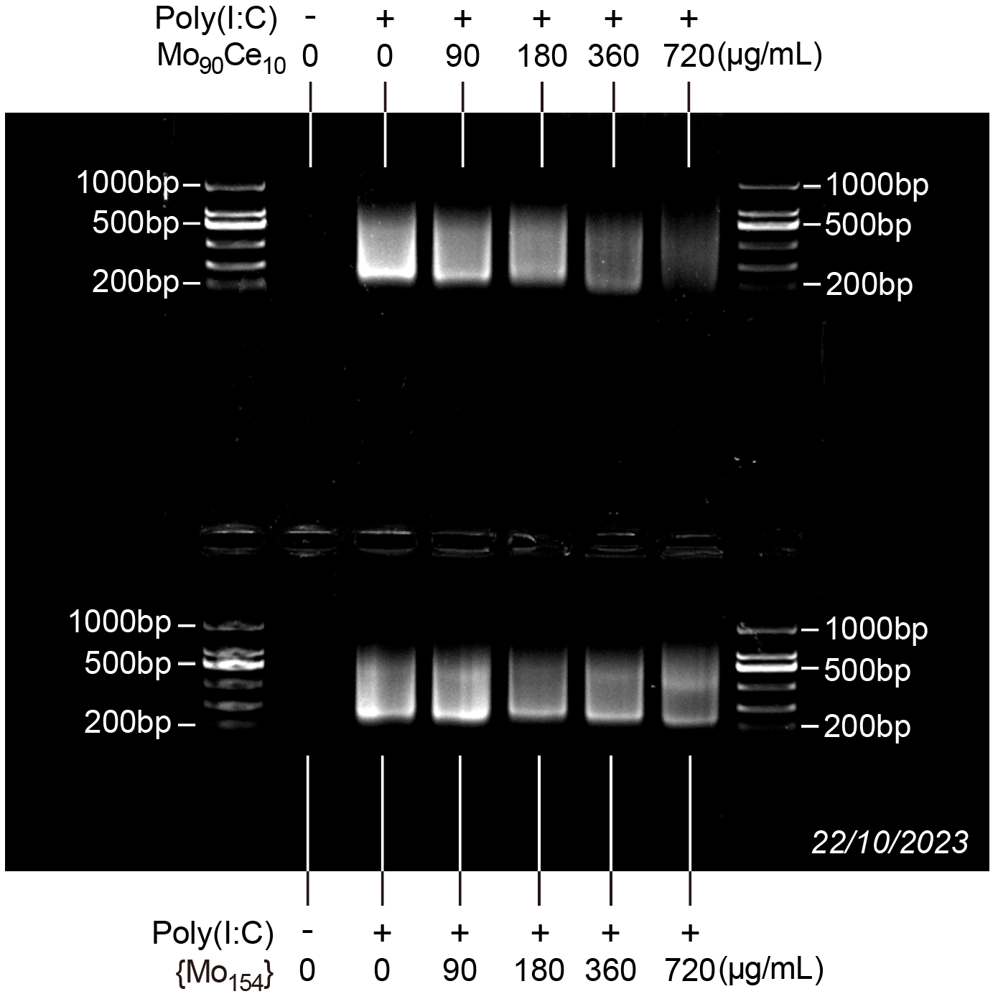 Poly(I:C) - + + + + +
Mo90Ce10 0 0 90 180 360 720 (µg/mL)
1000bp 1000bp
500bp 500bp
200bp 200bp
1000bp 1000bp
500bp 500bp
200bp 200bp
22/10/2023
Poly(I:C) - + + + + +
{Mo154} 0 0 90 180 360 720 (µg/mL)